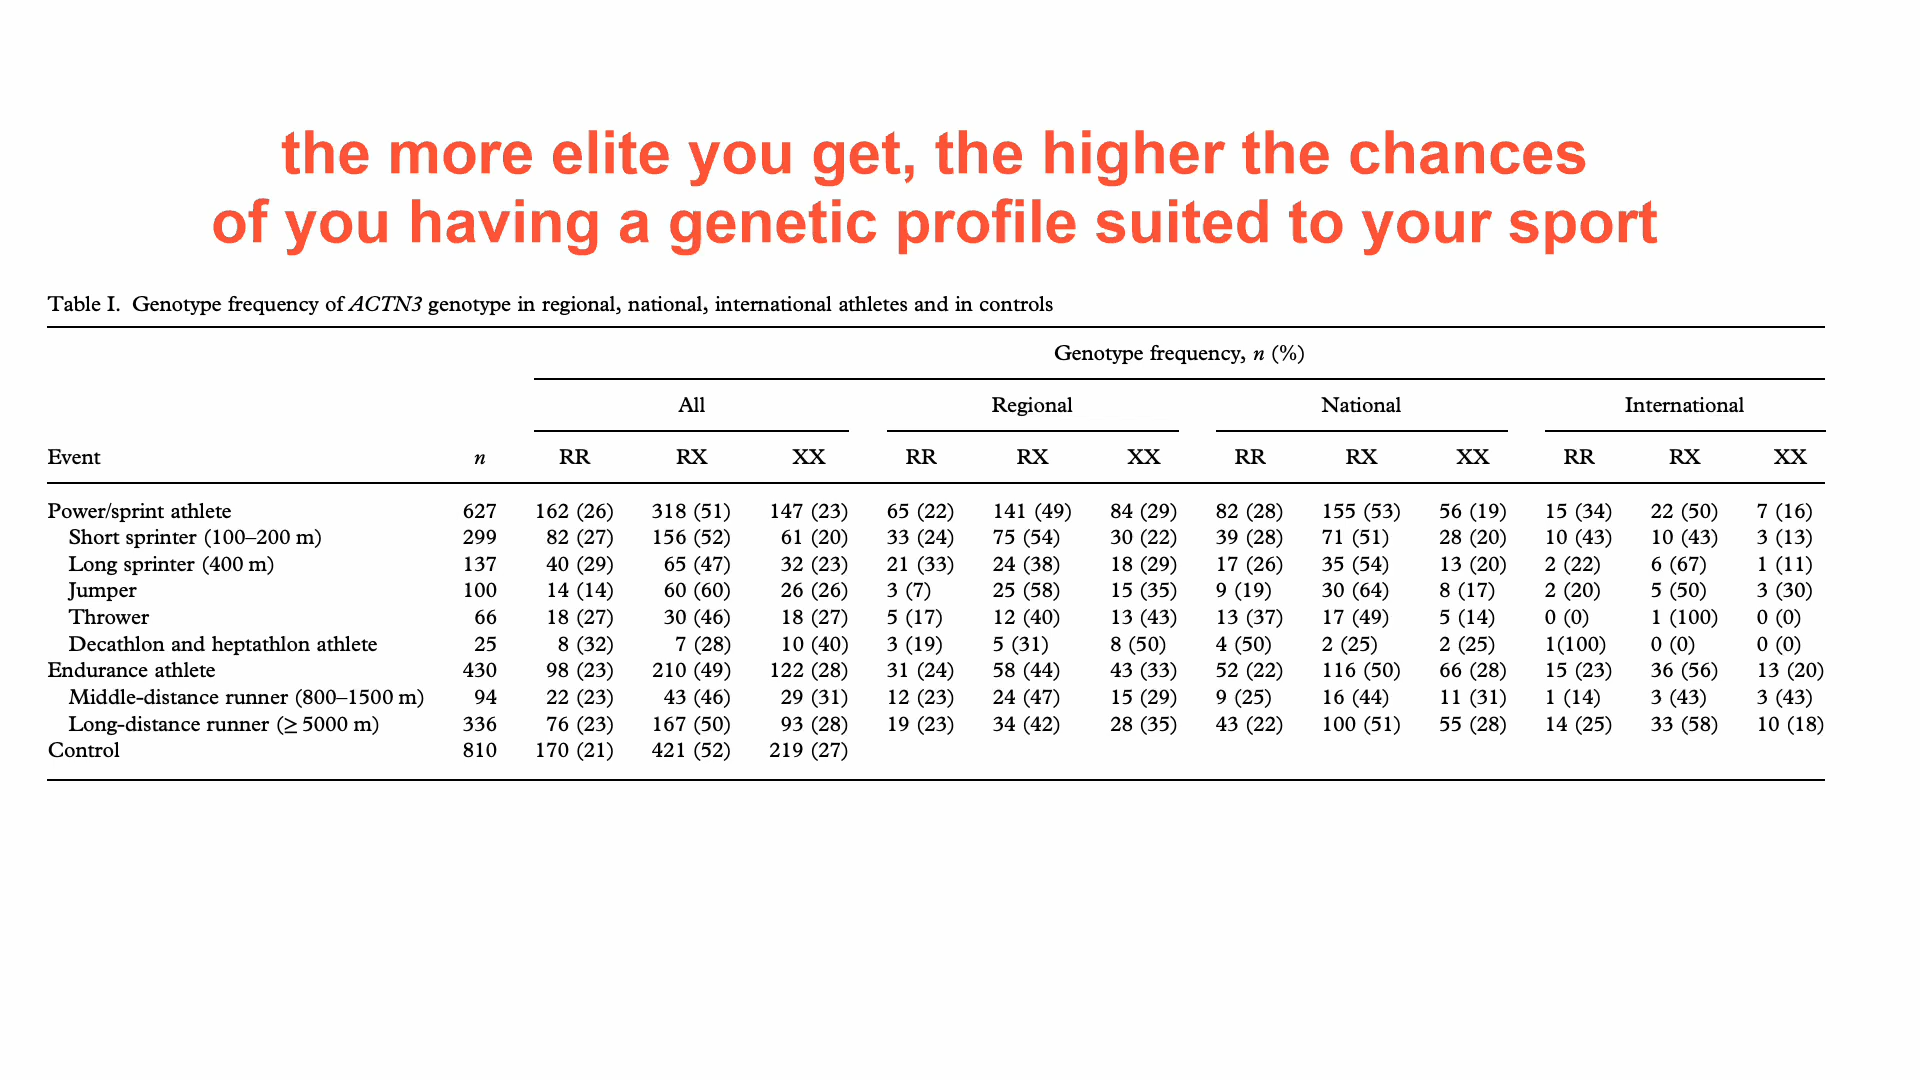 the more elite you get, the higher the chances
of you having a genetic profile suited to your sport
Table I. Genotype frequency of ACTN3 genotype in regional, national, international athletes and in controls
Genotype frequency, n (%)
All Regional National International
Event n RR RX XX RR RX XX RR RX XX RR RX XX
Power/sprint athlete 627 162 (26) 318 (51) 147 (23) 65 (22) 141 (49) 84 (29) 82 (28) 155 (53) 56 (19) 15 (34) 22 (50) 7 (16)
Short sprinter (100–200 m) 299 82 (27) 156 (52) 61 (20) 33 (24) 75 (54) 30 (22) 39 (28) 71 (51) 28 (20) 10 (43) 10 (43) 3 (13)
Long sprinter (400 m) 137 40 (29) 65 (47) 32 (23) 21 (33) 24 (38) 18 (29) 17 (26) 35 (54) 13 (20) 2 (22) 6 (67) 1 (11)
Jumper 100 14 (14) 60 (60) 26 (26) 3 (7) 25 (58) 15 (35) 9 (19) 30 (64) 8 (17) 2 (20) 5 (50) 3 (30)
Thrower 66 18 (27) 30 (46) 18 (27) 5 (17) 12 (40) 13 (43) 13 (37) 17 (49) 5 (14) 0 (0) 1 (100) 0 (0)
Decathlon and heptathlon athlete 25 8 (32) 7 (28) 10 (40) 3 (19) 5 (31) 8 (50) 4 (50) 2 (25) 2 (25) 1(100) 0 (0) 0 (0)
Endurance athlete 430 98 (23) 210 (49) 122 (28) 31 (24) 58 (44) 43 (33) 52 (22) 116 (50) 66 (28) 15 (23) 36 (56) 13 (20)
Middle-distance runner (800–1500 m) 94 22 (23) 43 (46) 29 (31) 12 (23) 24 (47) 15 (29) 9 (25) 16 (44) 11 (31) 1 (14) 3 (43) 3 (43)
Long-distance runner (≥ 5000 m) 336 76 (23) 167 (50) 93 (28) 19 (23) 34 (42) 28 (35) 43 (22) 100 (51) 55 (28) 14 (25) 33 (58) 10 (18)
Control 810 170 (21) 421 (52) 219 (27)